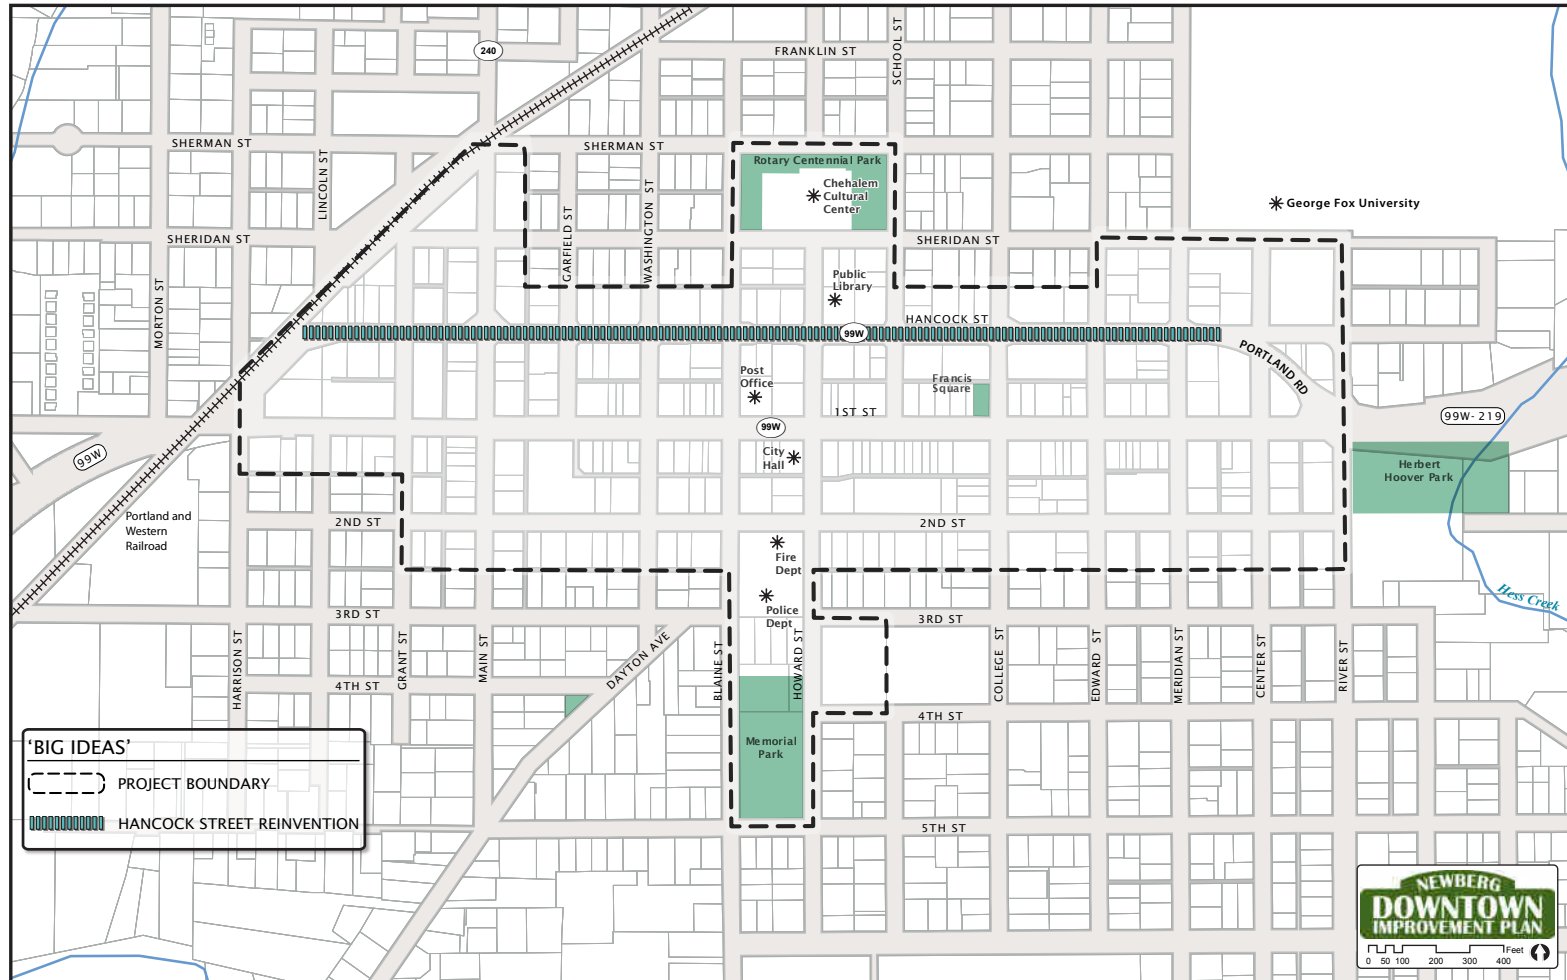 240
FRANKLIN ST
SCHOOL ST
SHERMAN ST
SHERMAN ST
LINCOLN ST
Rotary Centennial Park
Chehalem
Cultural
Center
George Fox University
SHERIDAN ST
SHERIDAN ST
GARFIELD ST
WASHINGTON ST
MORTON ST
Public
Library
HANCOCK ST
99W
PORTLAND RD
Post
Office
Francis
Square
1ST ST
99W
99W-219
99W
City
Hall
Herbert
Hoover Park
Portland and
Western
Railroad
2ND ST
2ND ST
Fire
Dept
Police
Dept
Hess Creek
3RD ST
3RD ST
HARRISON ST
GRANT ST
MAIN ST
DAYTON AVE
BLAINE ST
HOWARD ST
COLLEGE ST
EDWARD ST
MERIDIAN ST
CENTER ST
RIVER ST
4TH ST
4TH ST
Memorial
Park
5TH ST
‘BIG IDEAS’
PROJECT BOUNDARY
HANCOCK STREET REINVENTION
NEWBERG
DOWNTOWN
IMPROVEMENT PLAN
Feet
0 50 100 200 300 400